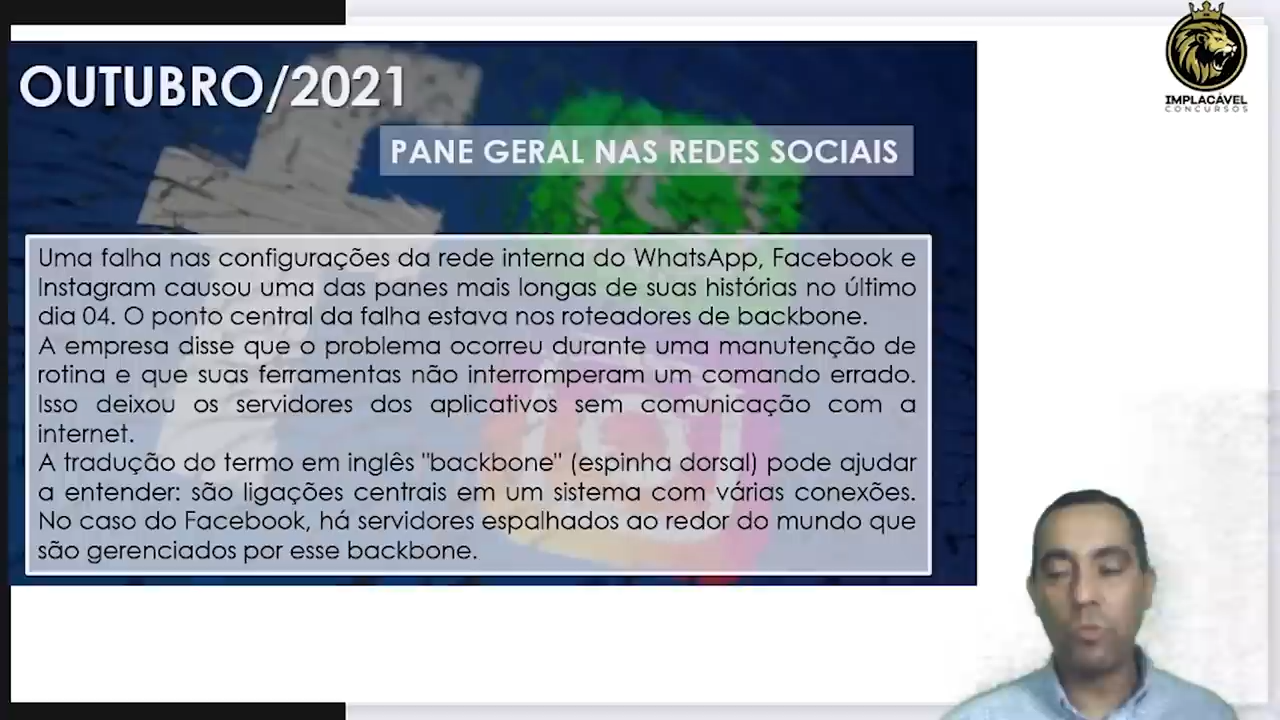 OUTUBRO/2021
PANE GERAL NAS REDES SOCIAIS
Uma falha nas configurações da rede interna do WhatsApp, Facebook e
Instagram causou uma das panes mais longas de suas histórias no último
dia 04. O ponto central da falha estava nos roteadores de backbone.
A empresa disse que o problema ocorreu durante uma manutenção de
rotina e que suas ferramentas não interromperam um comando errado.
Isso deixou os servidores dos aplicativos sem comunicação com a
internet.
A tradução do termo em inglês "backbone" (espinha dorsal) pode ajudar
a entender: são ligações centrais em um sistema com várias conexões.
No caso do Facebook, há servidores espalhados ao redor do mundo que
são gerenciados por esse backbone.
IMPLACÁVEL
CONCURSOS